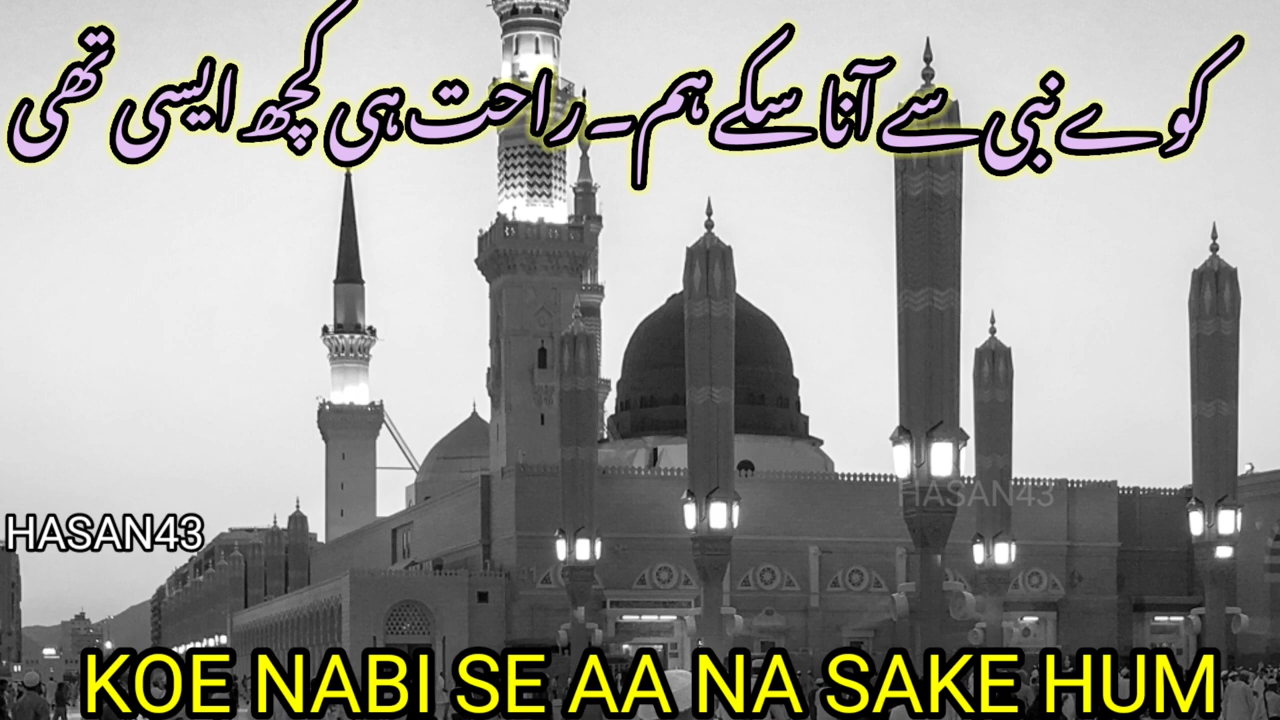 کوے نبی سے آنا سکے ہم۔ راحت ہی کچھ ایسی تھی
HASAN43
HASAN43
KOE NABI SE AA NA SAKE HUM